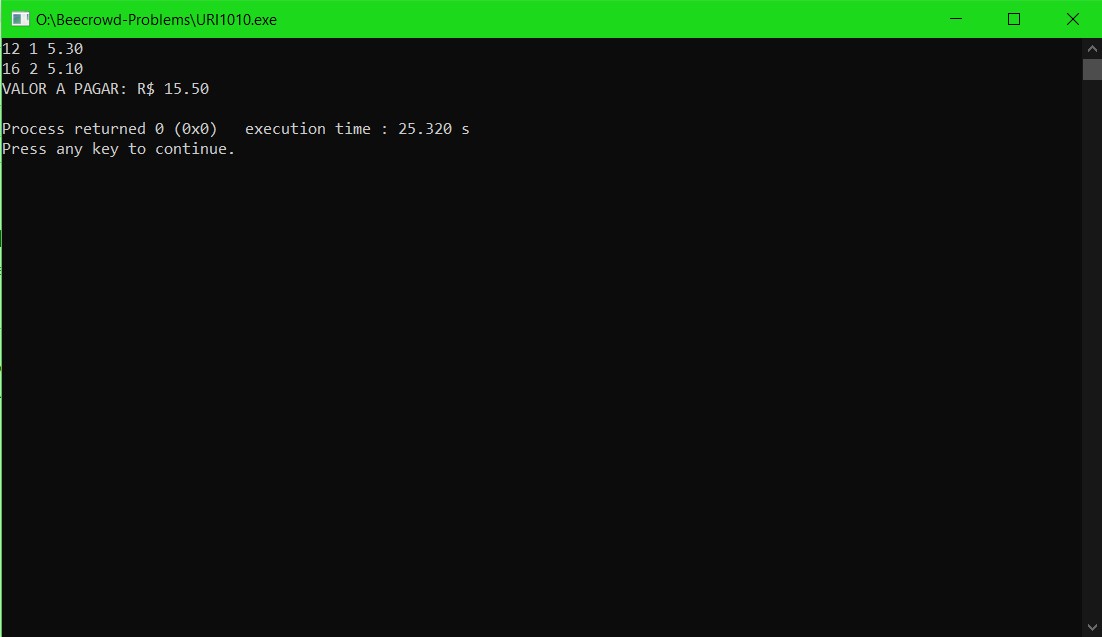 O:\Beecrowd-Problems\URI1010.exe
12 1 5.30
16 2 5.10
VALOR A PAGAR: R$ 15.50
Process returned 0 (0x0)   execution time : 25.320 s
Press any key to continue.